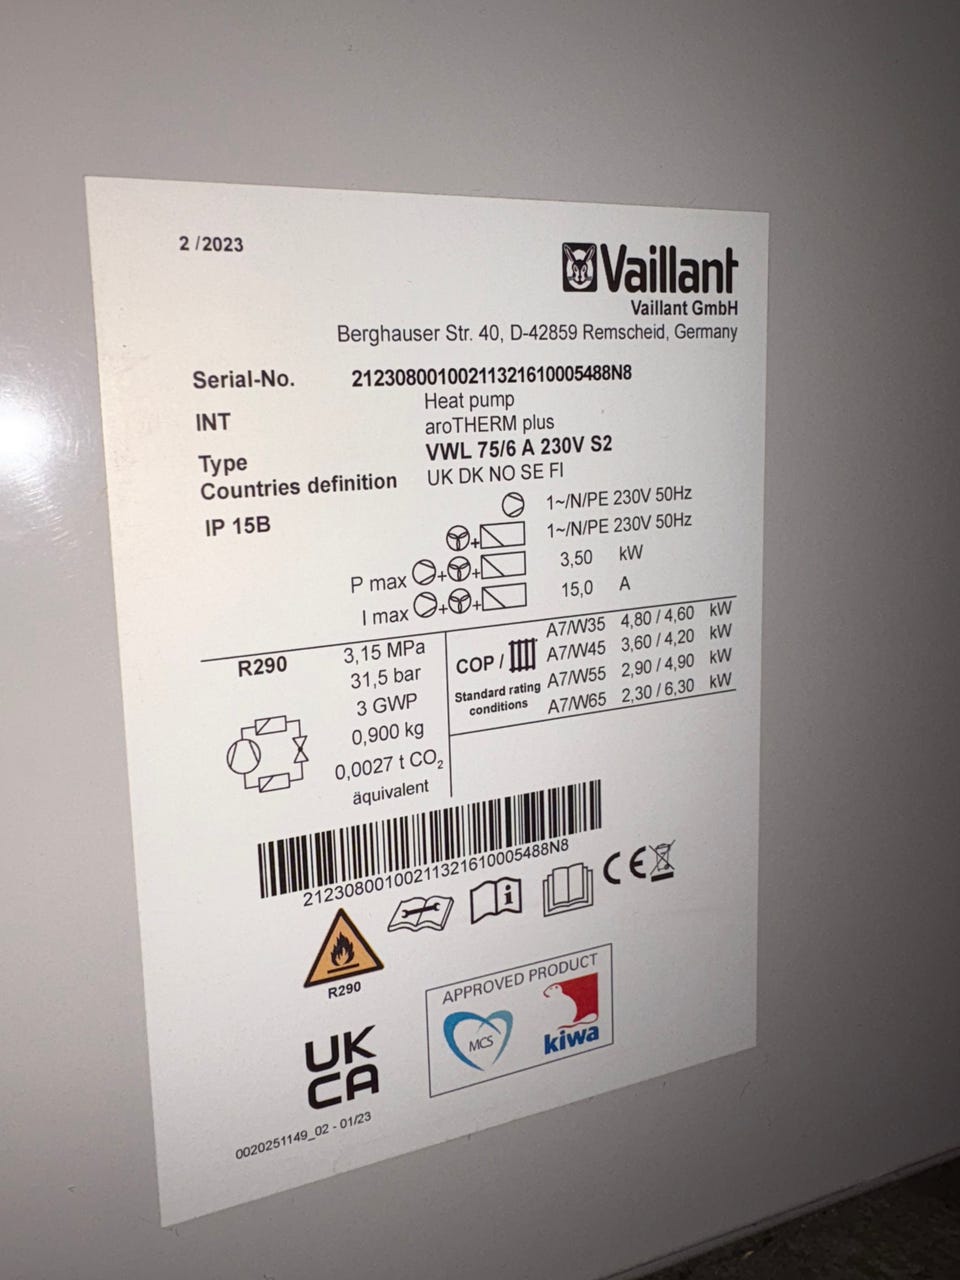 2 /2023
Vaillant
Vaillant GmbH
Berghauser Str. 40, D-42859 Remscheid, Germany
Serial-No. 21230800100211321610005488N8
INT Heat pump
aroTHERM plus
Type VWL 75/6 A 230V S2
Countries definition UK DK NO SE FI
IP 15B
1~/N/PE 230V 50Hz
+ 1~/N/PE 230V 50Hz
P max + + 3,50 kW
I max + + 15,0 A
R290
3,15 MPa
31,5 bar
3 GWP
0,900 kg
0,0027 t CO₂
äquivalent
COP /
Standard rating
conditions
A7/W35 4,80 / 4,60 kW
A7/W45 3,60 / 4,20 kW
A7/W55 2,90 / 4,90 kW
A7/W65 2,30 / 6,30 kW
21230800100211321610005488N8
i
CE
R290
APPROVED PRODUCT
MCS
kiwa
UK
CA
0020251149_02 - 01/23